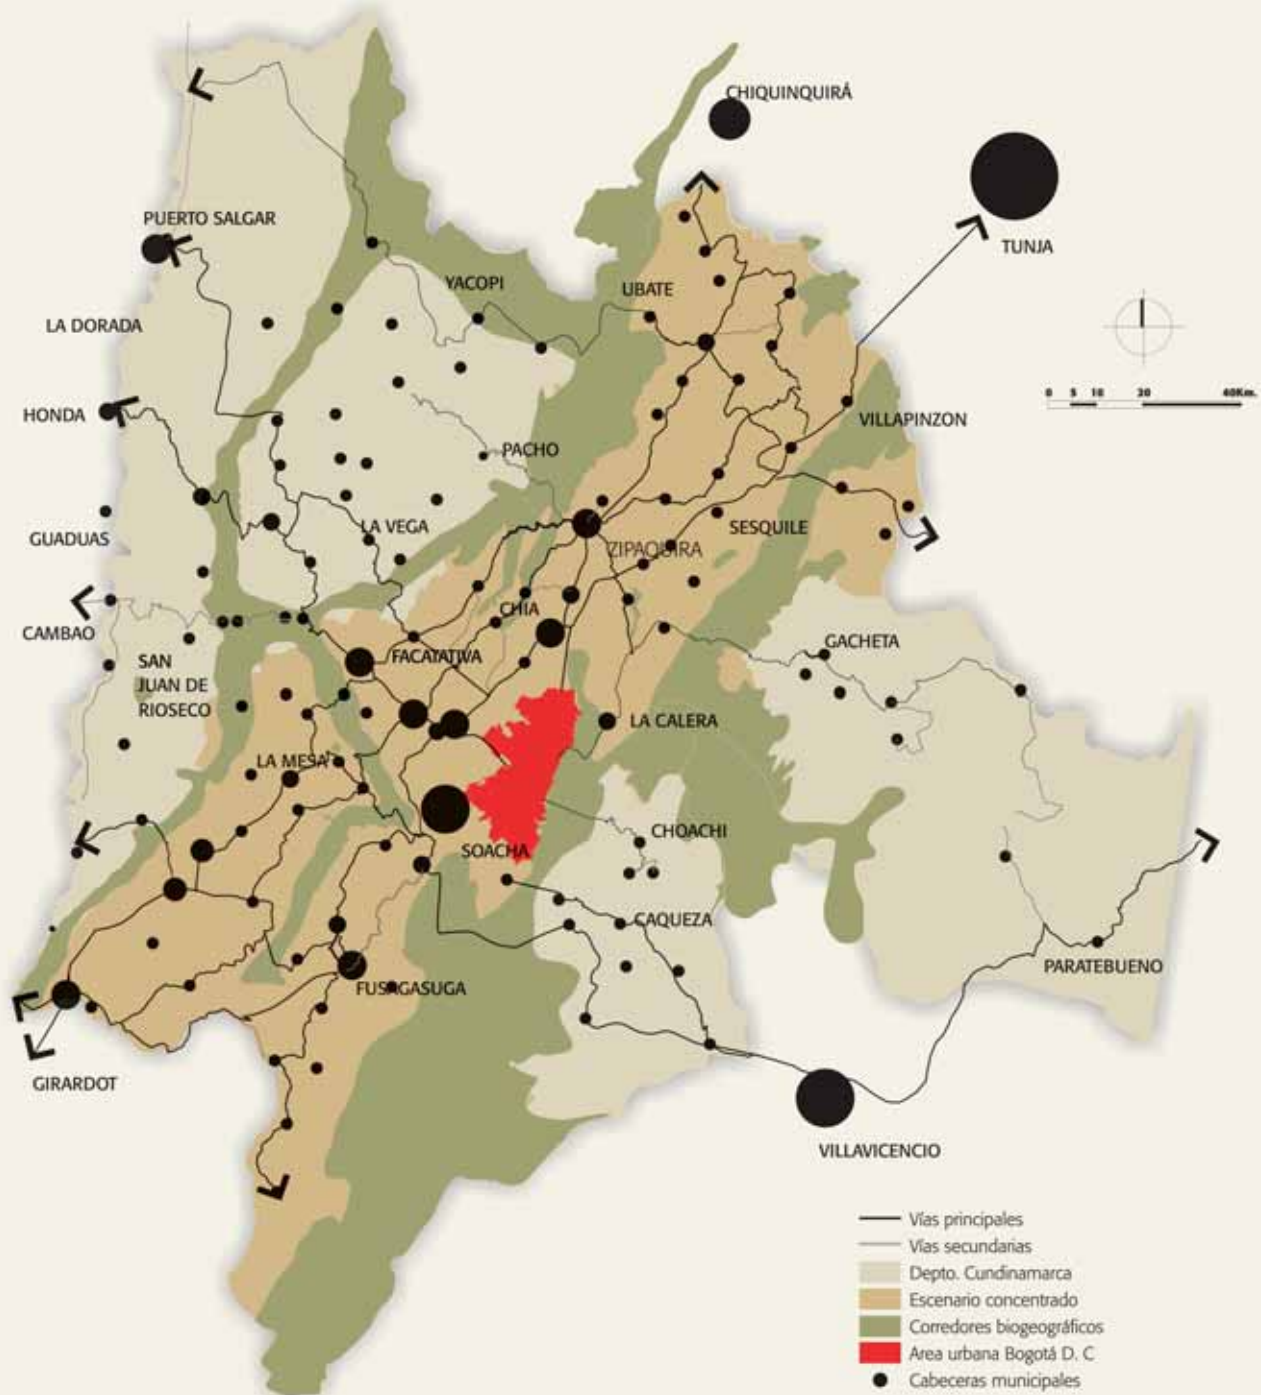 CHIQUINQUIRÁ
PUERTO SALGAR
TUNJA
YACOPI
UBATE
LA DORADA
0 5 10 20 40Km.
HONDA
VILLAPINZON
PACHO
LA VEGA
SESQUILE
GUADUAS
ZIPAQUIRA
CHIA
CAMBAO
GACHETA
FACATATIVA
SAN
JUAN DE
RIOSECO
LA CALERA
LA MESA
CHOACHI
SOACHA
CAQUEZA
PARATEBUENO
FUSAGASUGA
GIRARDOT
VILLAVICENCIO
Vías principales
Vías secundarias
Depto. Cundinamarca
Escenario concentrado
Corredores biogeográficos
Area urbana Bogotá D. C
Cabeceras municipales